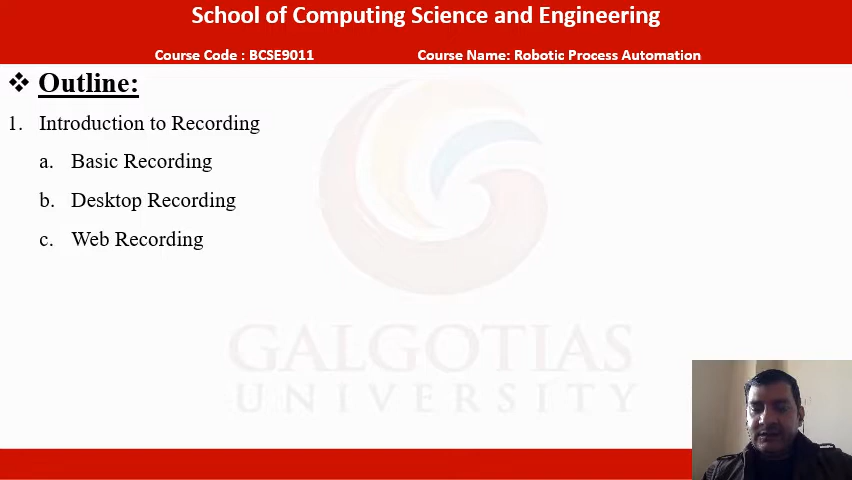 School of Computing Science and Engineering
Course Code : BCSE9011 Course Name: Robotic Process Automation
❖ Outline:
1. Introduction to Recording
a. Basic Recording
b. Desktop Recording
c. Web Recording
GALGOTIAS
UNIVERSITY